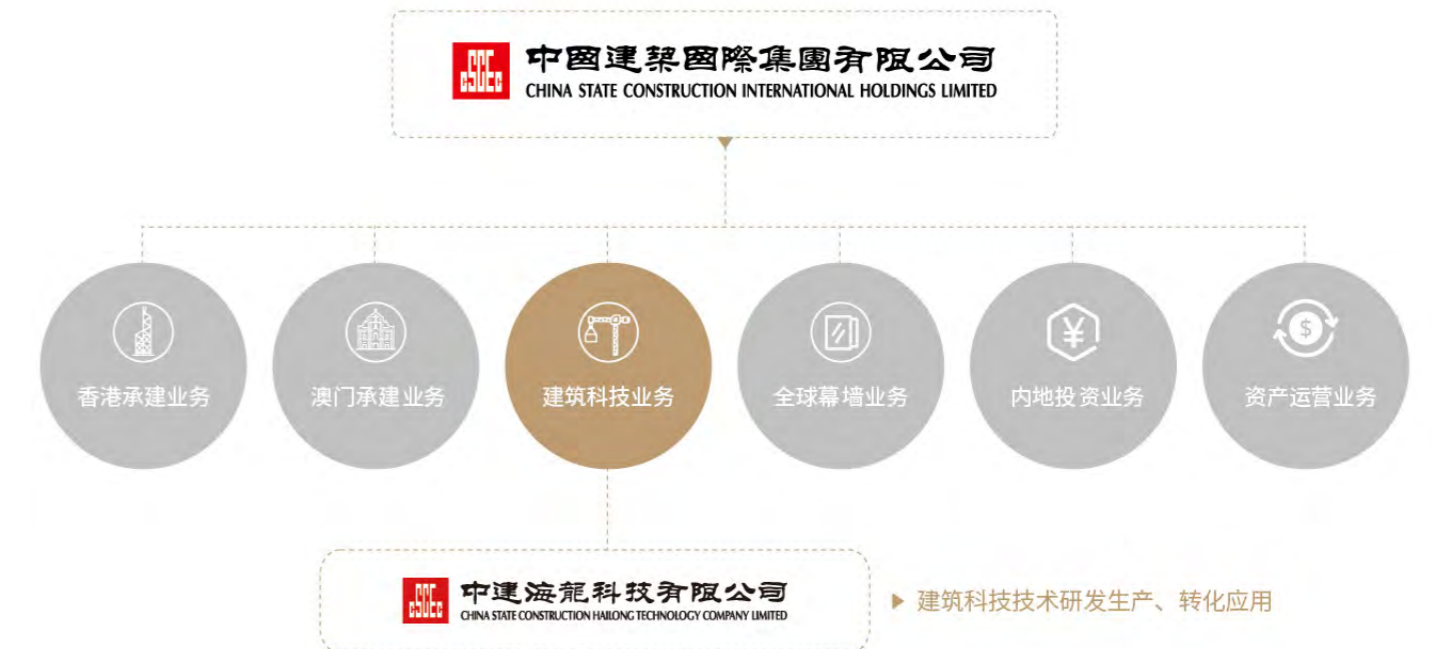 中國建築國際集團有限公司
CHINA STATE CONSTRUCTION INTERNATIONAL HOLDINGS LIMITED
香港承建业务
澳门承建业务
建筑科技业务
全球幕墙业务
内地投资业务
资产运营业务
中建海龍科技有限公司
CHINA STATE CONSTRUCTION HAILONG TECHNOLOGY COMPANY LIMITED
建筑科技技术研发生产、转化应用